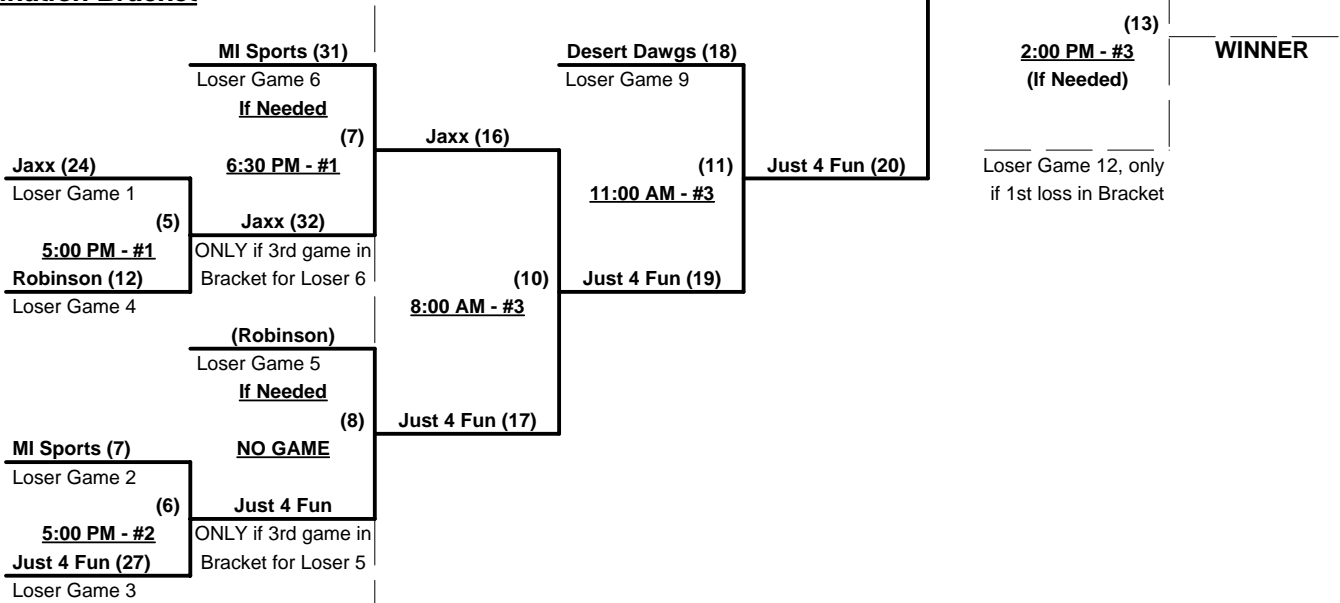 MI Sports (31)
Loser Game 6
If Needed
(7)
6:30 PM - #1
Jaxx (24)
Loser Game 1
(5)
5:00 PM - #1
Robinson (12)
Loser Game 4
Jaxx (32)
ONLY if 3rd game in
Bracket for Loser 6
(Robinson)
Loser Game 5
If Needed
(8)
NO GAME
MI Sports (7)
Loser Game 2
(6)
5:00 PM - #2
Just 4 Fun (27)
Loser Game 3
Just 4 Fun
ONLY if 3rd game in
Bracket for Loser 5
Jaxx (16)
(10)
8:00 AM - #3
Just 4 Fun (17)
Desert Dawgs (18)
Loser Game 9
(11)
11:00 AM - #3
Just 4 Fun (19)
Just 4 Fun (20)
(13)
2:00 PM - #3
(If Needed)
WINNER
Loser Game 12, only
if 1st loss in Bracket